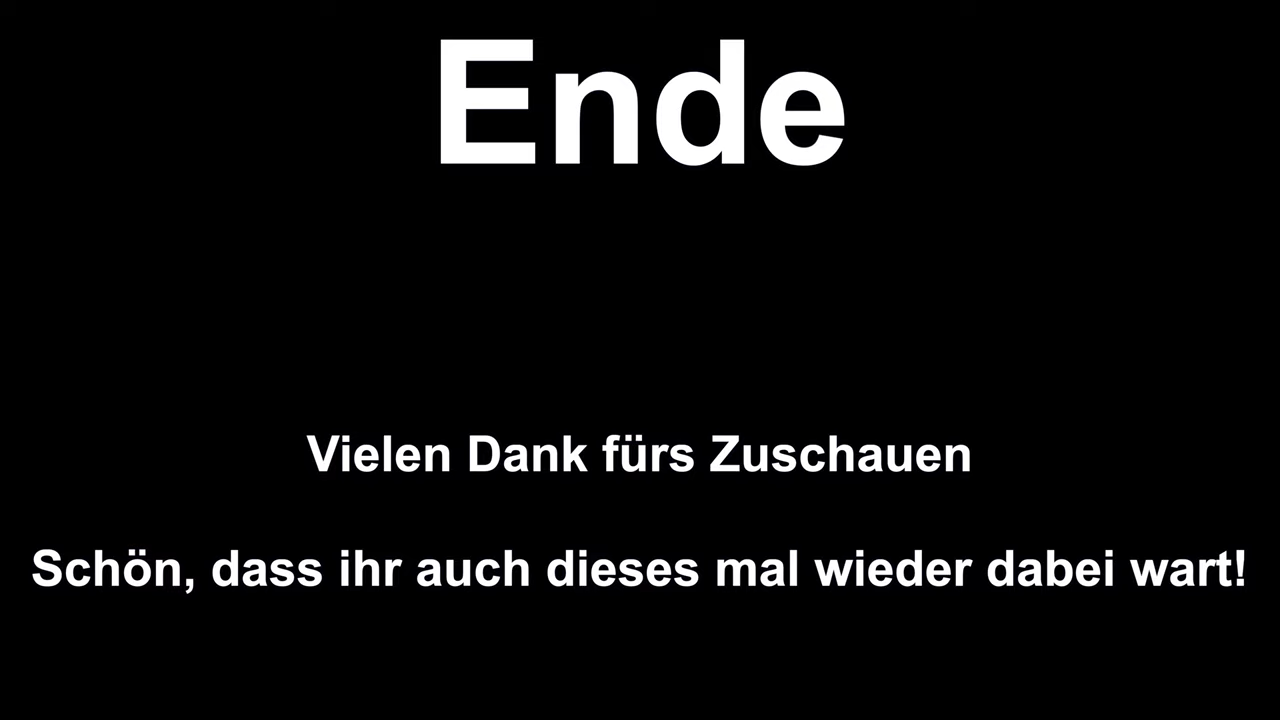 Ende
Vielen Dank fürs Zuschauen
Schön, dass ihr auch dieses mal wieder dabei wart!